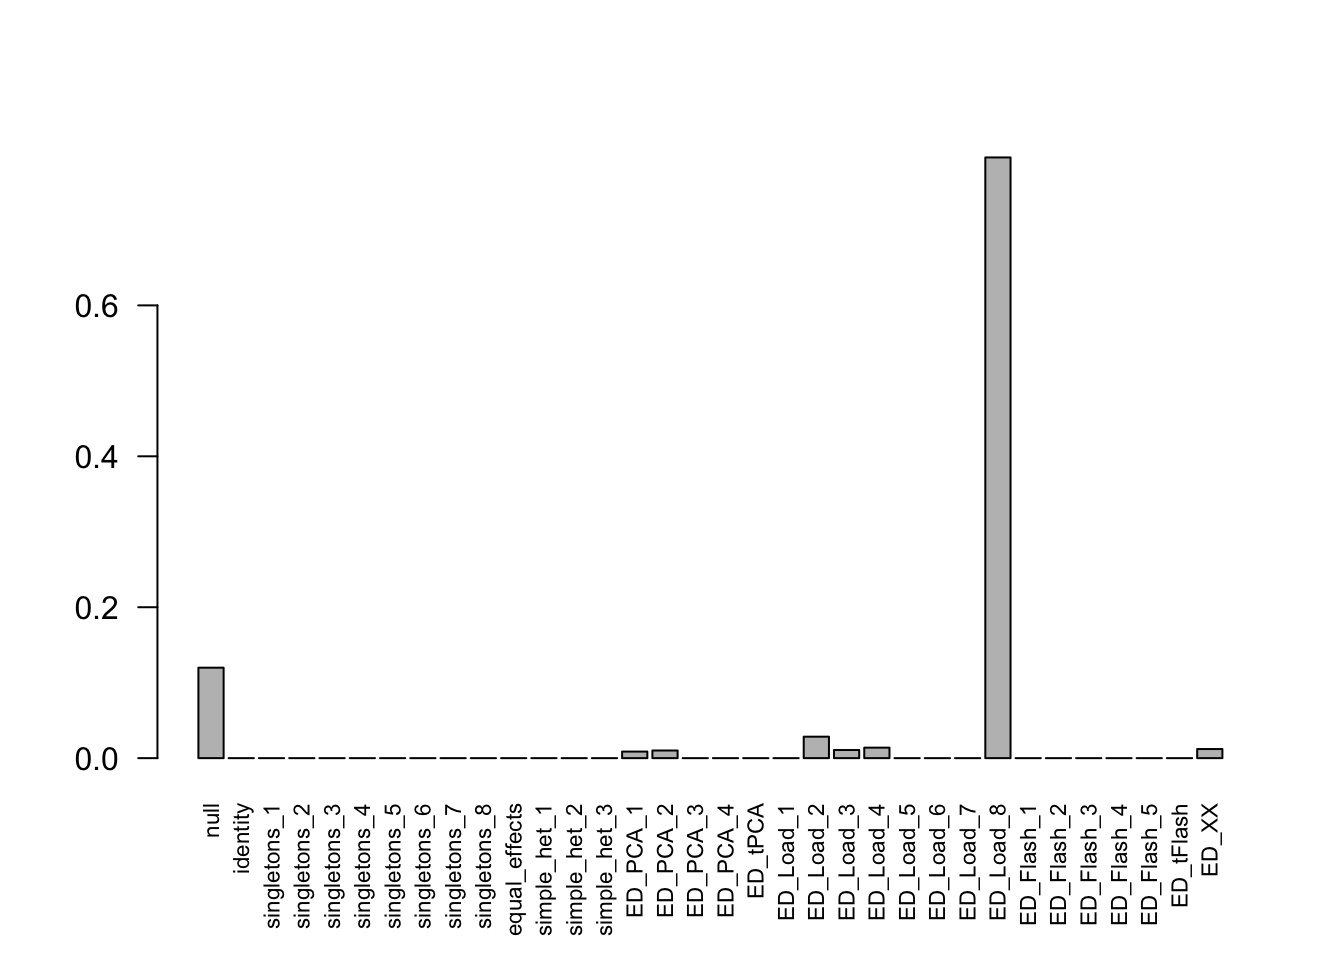 0.6
0.4
0.2
0.0
null
identity
singletons_1
singletons_2
singletons_3
singletons_4
singletons_5
singletons_6
singletons_7
singletons_8
equal_effects
simple_het_1
simple_het_2
simple_het_3
ED_PCA_1
ED_PCA_2
ED_PCA_3
ED_PCA_4
ED_tPCA
ED_Load_1
ED_Load_2
ED_Load_3
ED_Load_4
ED_Load_5
ED_Load_6
ED_Load_7
ED_Load_8
ED_Flash_1
ED_Flash_2
ED_Flash_3
ED_Flash_4
ED_Flash_5
ED_tFlash
ED_XX